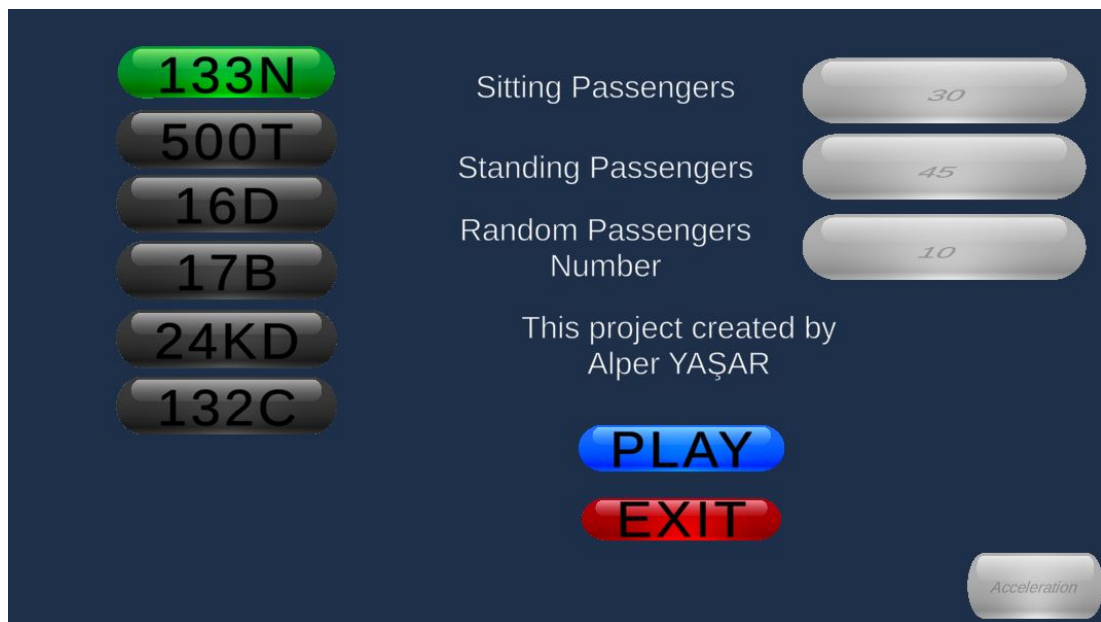 133N
500T
16D
17B
24KD
132C
Sitting Passengers
30
Standing Passengers
45
Random Passengers
Number
10
This project created by
Alper YAŞAR
PLAY
EXIT
Acceleration